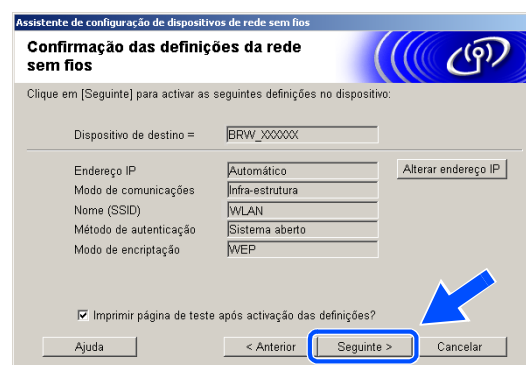 Assistente de configuração de dispositivos de rede sem fios
Confirmação das definições da rede
sem fios
Clique em [Seguinte] para activar as seguintes definições no dispositivo:
Dispositivo de destino = BRW_XXXXXX
Endereço IP Automático Alterar endereço IP
Modo de comunicações Infra-estrutura
Nome (SSID) WLAN
Método de autenticação Sistema aberto
Modo de encriptação WEP
Imprimir página de teste após activação das definições?
Ajuda < Anterior Seguinte > Cancelar